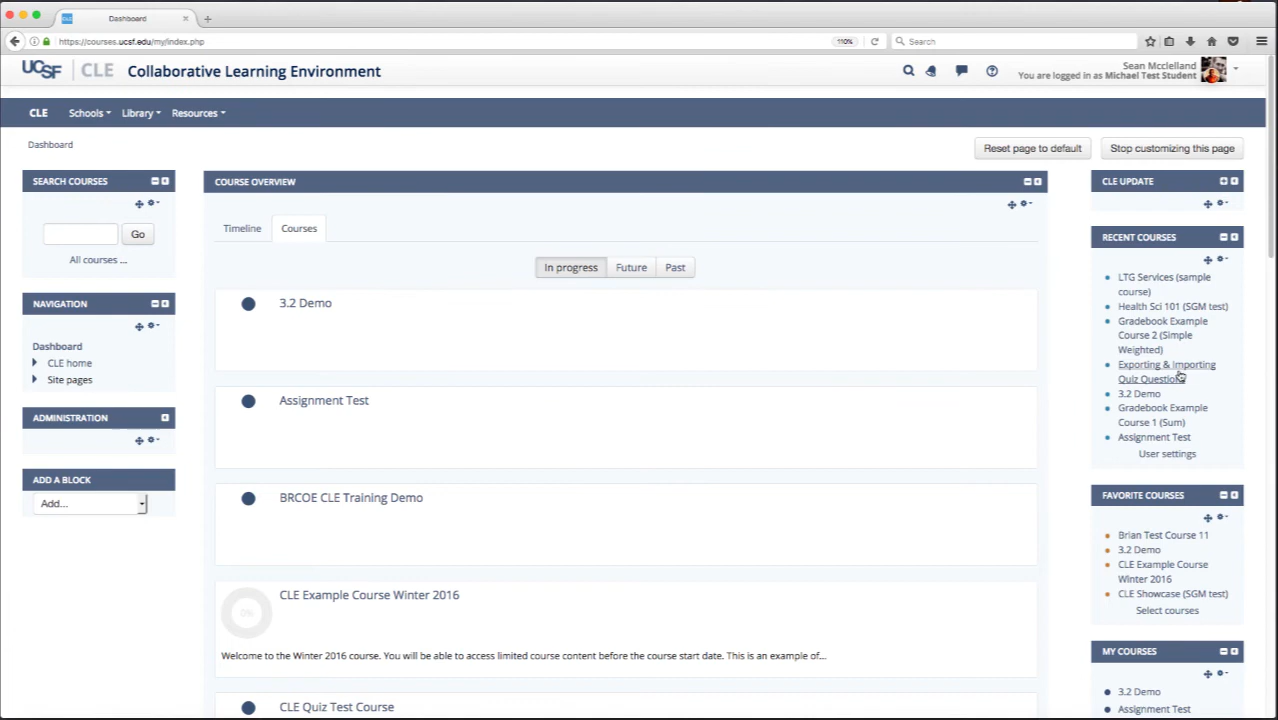 Dashboard
https://courses.ucsf.edu/my/index.php
110%
Search
UCSF CLE Collaborative Learning Environment
Sean Mcclelland
You are logged in as Michael Test Student
CLE Schools Library Resources
Dashboard
Reset page to default
Stop customizing this page
SEARCH COURSES
Go
All courses ...
NAVIGATION
Dashboard
CLE home
Site pages
ADMINISTRATION
ADD A BLOCK
Add...
COURSE OVERVIEW
Timeline
Courses
In progress
Future
Past
3.2 Demo
Assignment Test
BRCOE CLE Training Demo
CLE Example Course Winter 2016
0%
Welcome to the Winter 2016 course. You will be able to access limited course content before the course start date. This is an example of...
CLE Quiz Test Course
CLE UPDATE
RECENT COURSES
LTG Services (sample
course)
Health Sci 101 (SGM test)
Gradebook Example
Course 2 (Simple
Weighted)
Exporting & Importing
Quiz Questions
3.2 Demo
Gradebook Example
Course 1 (Sum)
Assignment Test
User settings
FAVORITE COURSES
Brian Test Course 11
3.2 Demo
CLE Example Course
Winter 2016
CLE Showcase (SGM test)
Select courses
MY COURSES
3.2 Demo
Assignment Test